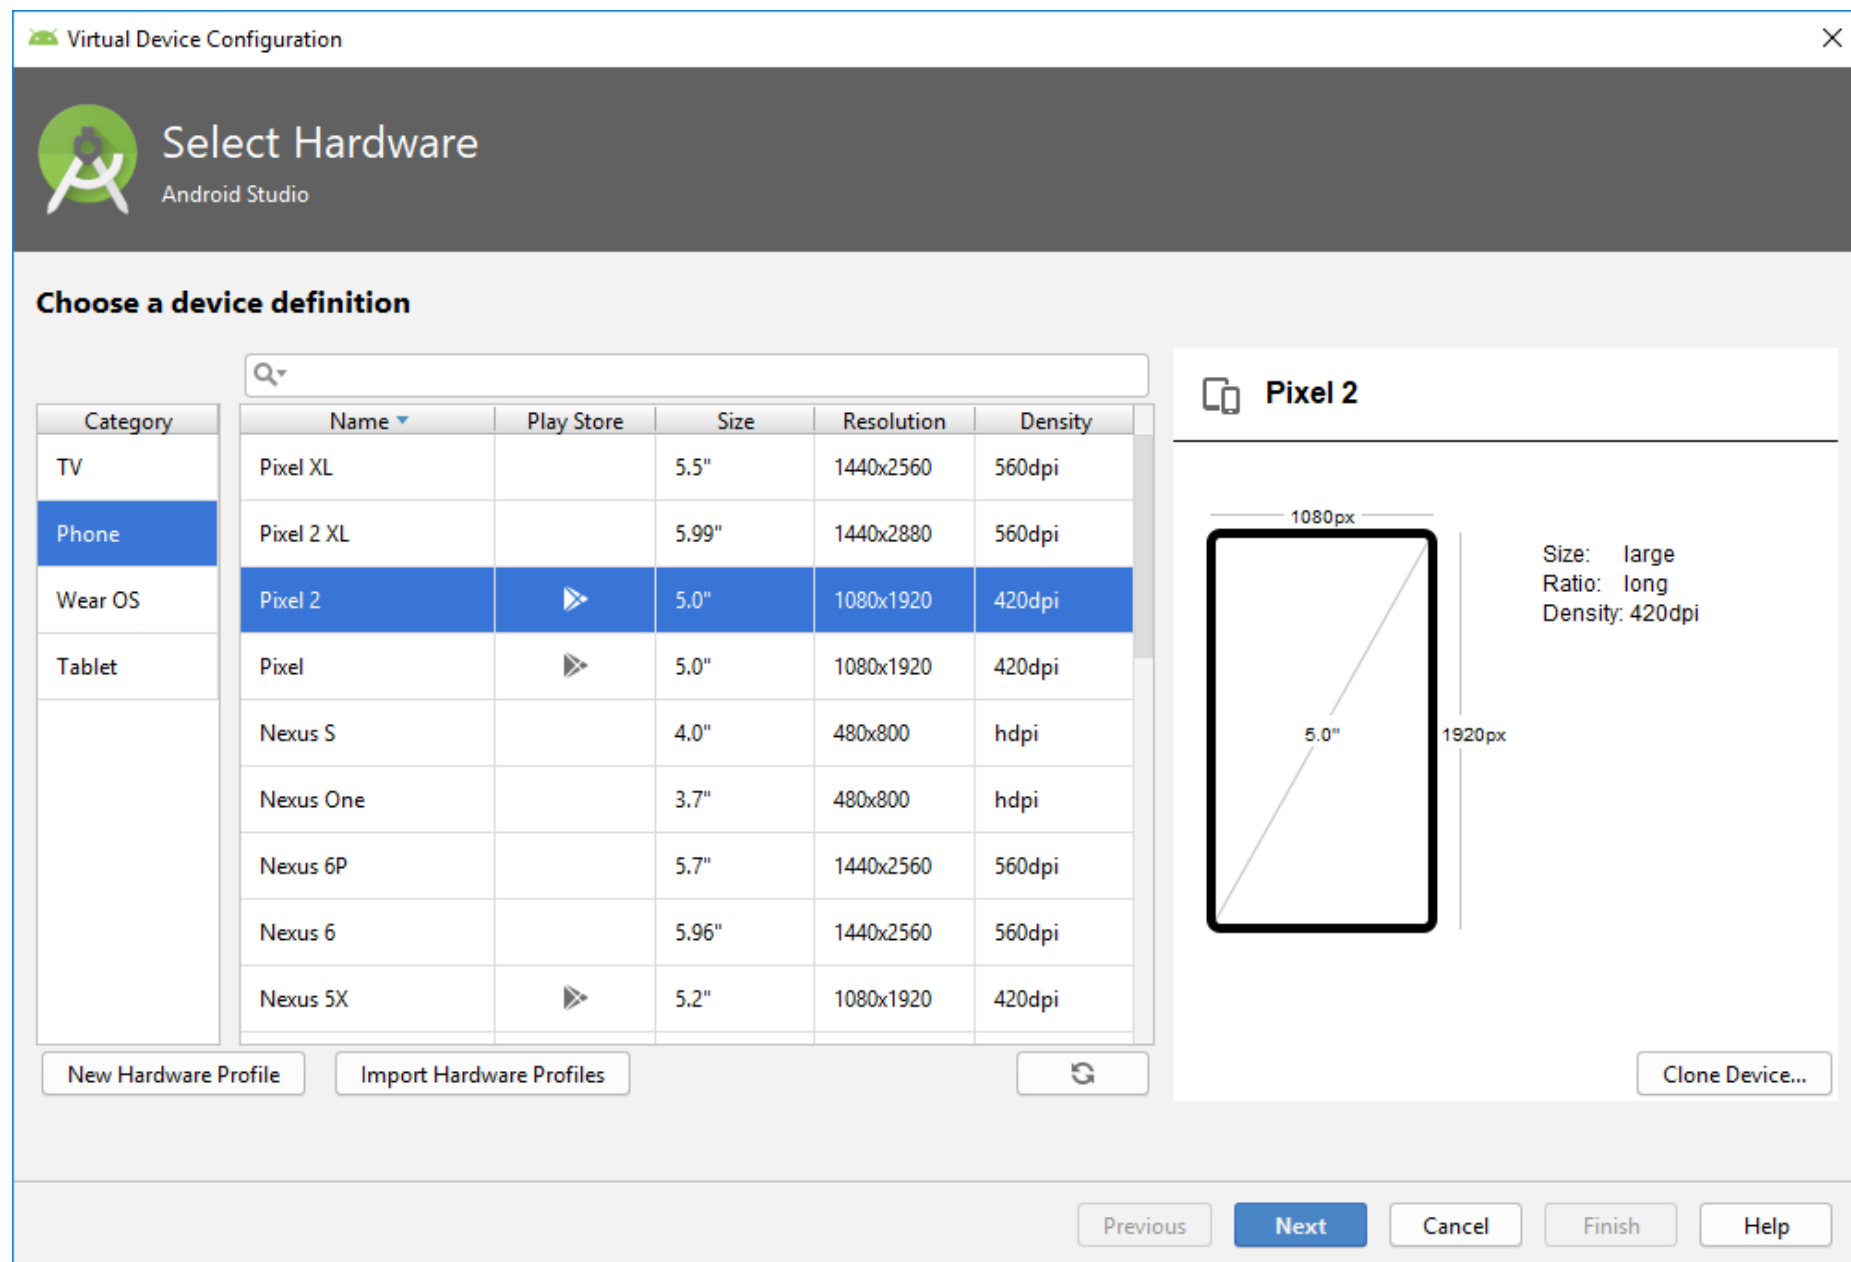 Virtual Device Configuration
Select Hardware
Android Studio
Choose a device definition
Category
TV
Phone
Wear OS
Tablet
Name Play Store Size Resolution Density
Pixel XL 5.5" 1440x2560 560dpi
Pixel 2 XL 5.99" 1440x2880 560dpi
Pixel 2 5.0" 1080x1920 420dpi
Pixel 5.0" 1080x1920 420dpi
Nexus S 4.0" 480x800 hdpi
Nexus One 3.7" 480x800 hdpi
Nexus 6P 5.7" 1440x2560 560dpi
Nexus 6 5.96" 1440x2560 560dpi
Nexus 5X 5.2" 1080x1920 420dpi
New Hardware Profile Import Hardware Profiles
Pixel 2
1080px
5.0"
1920px
Size: large
Ratio: long
Density: 420dpi
Clone Device...
Previous Next Cancel Finish Help